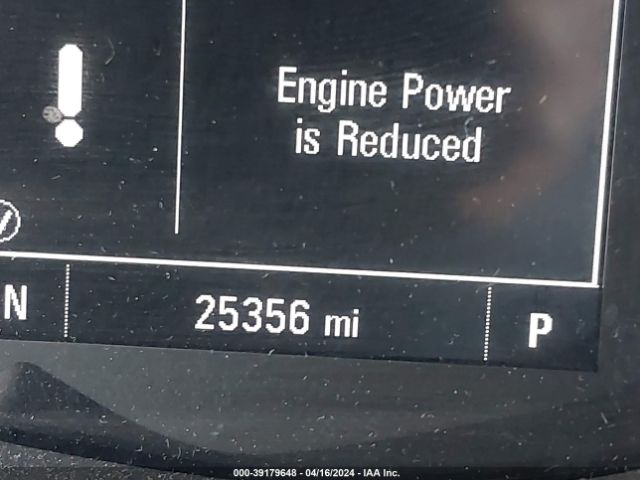 !
Engine Power
is Reduced
N
25356 mi
P
000-39179648 - 04/16/2024 - IAA Inc.